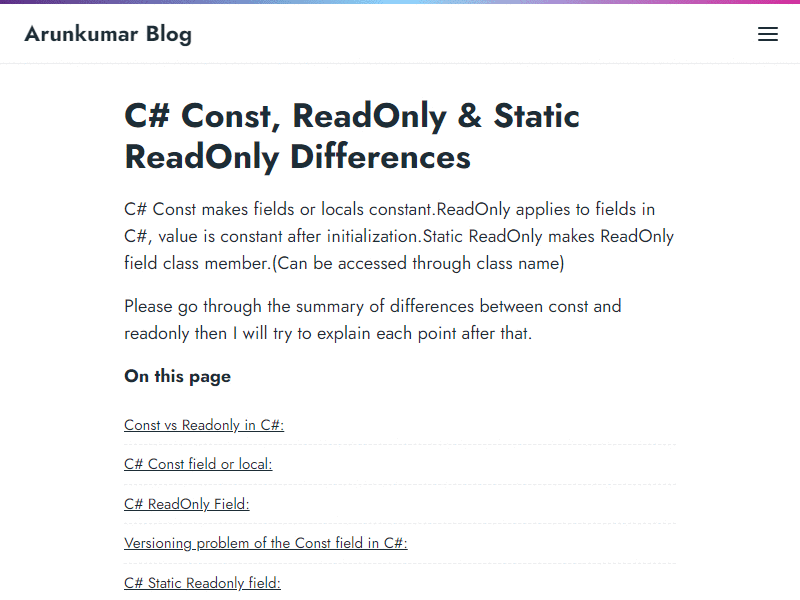 Arunkumar Blog
C# Const, ReadOnly & Static
ReadOnly Differences
C# Const makes fields or locals constant.ReadOnly applies to fields in
C#, value is constant after initialization.Static ReadOnly makes ReadOnly
field class member.(Can be accessed through class name)
Please go through the summary of differences between const and
readonly then I will try to explain each point after that.
On this page
Const vs Readonly in C#:
C# Const field or local:
C# ReadOnly Field:
Versioning problem of the Const field in C#:
C# Static Readonly field: